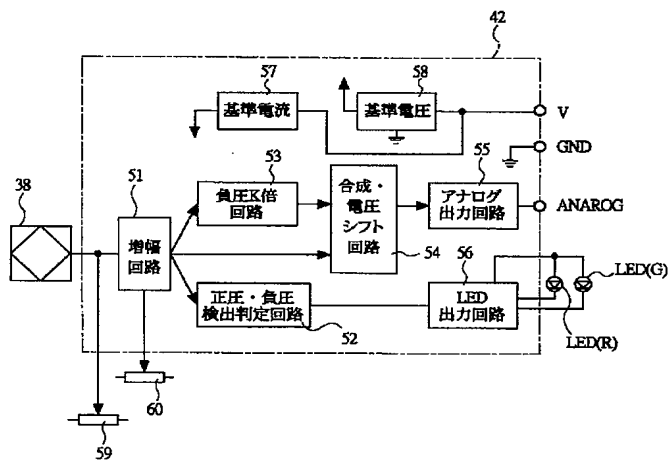 42
57
基準電流
58
基準電圧
V
GND
53
負圧K倍
回路
合成・
電圧
シフト
回路
54
55
アナログ
出力回路
ANAROG
38
51
増幅
回路
正圧・負圧
検出判定回路
52
56
LED
出力回路
LED(G)
LED(R)
60
59